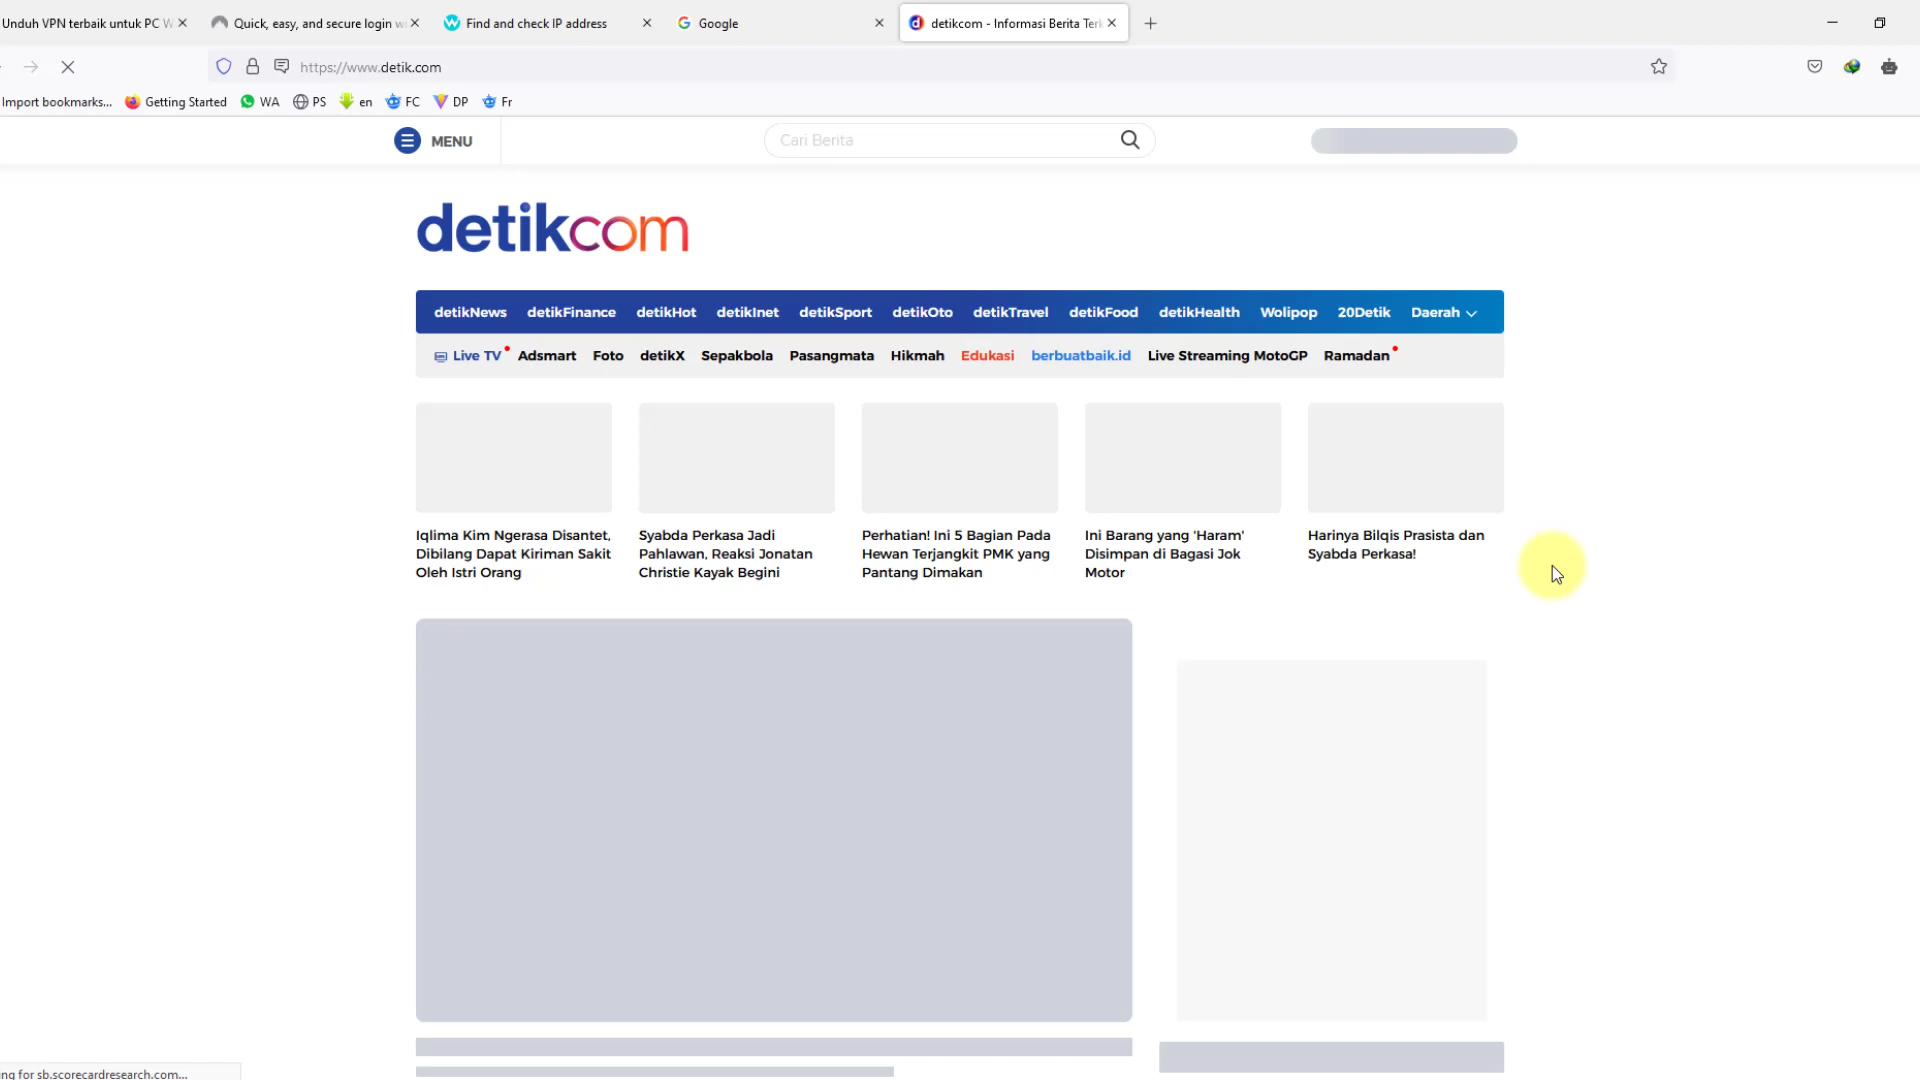 Unduh VPN terbaik untuk PC W
Quick, easy, and secure login w
Find and check IP address
Google
detikcom - Informasi Berita Terk
https://www.detik.com
Import bookmarks...
Getting Started
WA
PS
en
FC
DP
Fr
MENU
Cari Berita
detikcom
detikNews detikFinance detikHot detikInet detikSport detikOto detikTravel detikFood detikHealth Wolipop 20Detik Daerah
Live TV Adsmart Foto detikX Sepakbola Pasangmata Hikmah Edukasi berbuatbaik.id Live Streaming MotoGP Ramadan
Iqlima Kim Ngerasa Disantet,
Dibilang Dapat Kiriman Sakit
Oleh Istri Orang
Syabda Perkasa Jadi
Pahlawan, Reaksi Jonatan
Christie Kayak Begini
Perhatian! Ini 5 Bagian Pada
Hewan Terjangkit PMK yang
Pantang Dimakan
Ini Barang yang 'Haram'
Disimpan di Bagasi Jok
Motor
Harinya Bilqis Prasista dan
Syabda Perkasa!
ng for sb.scorecardresearch.com...